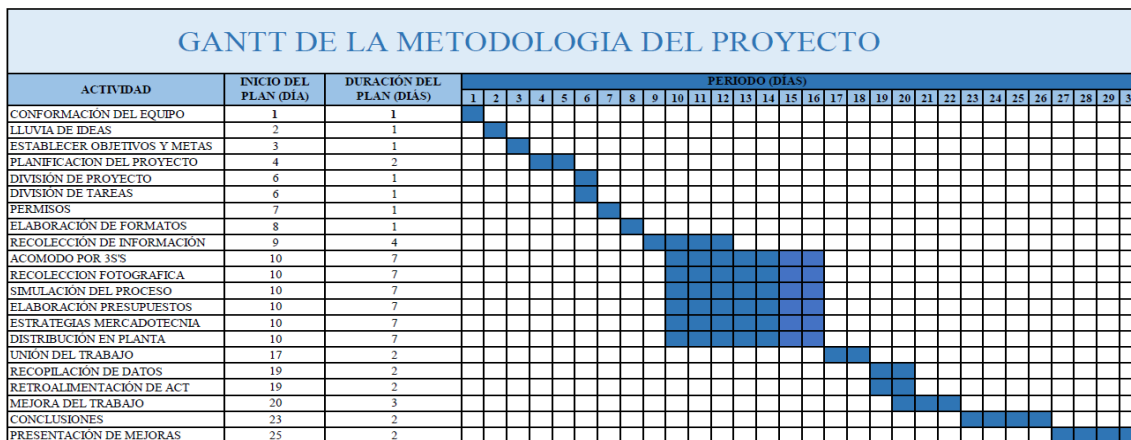 GANTT DE LA METODOLOGIA DEL PROYECTO
ACTIVIDAD INICIO DEL PLAN (DÍA) DURACIÓN DEL PLAN (DIÁS) PERIODO (DÍAS)
1 2 3 4 5 6 7 8 9 10 11 12 13 14 15 16 17 18 19 20 21 22 23 24 25 26 27 28 29
CONFORMACIÓN DEL EQUIPO 1 1
LLUVIA DE IDEAS 2 1
ESTABLECER OBJETIVOS Y METAS 3 1
PLANIFICACION DEL PROYECTO 4 2
DIVISIÓN DE PROYECTO 6 1
DIVISIÓN DE TAREAS 6 1
PERMISOS 7 1
ELABORACIÓN DE FORMATOS 8 1
RECOLECCIÓN DE INFORMACIÓN 9 4
ACOMODO POR 3S'S 10 7
RECOLECCION FOTOGRAFICA 10 7
SIMULACIÓN DEL PROCESO 10 7
ELABORACIÓN PRESUPUESTOS 10 7
ESTRATEGIAS MERCADOTECNIA 10 7
DISTRIBUCIÓN EN PLANTA 10 7
UNIÓN DEL TRABAJO 17 2
RECOPILACIÓN DE DATOS 19 2
RETROALIMENTACIÓN DE ACT 19 2
MEJORA DEL TRABAJO 20 3
CONCLUSIONES 23 2
PRESENTACIÓN DE MEJORAS 25 2